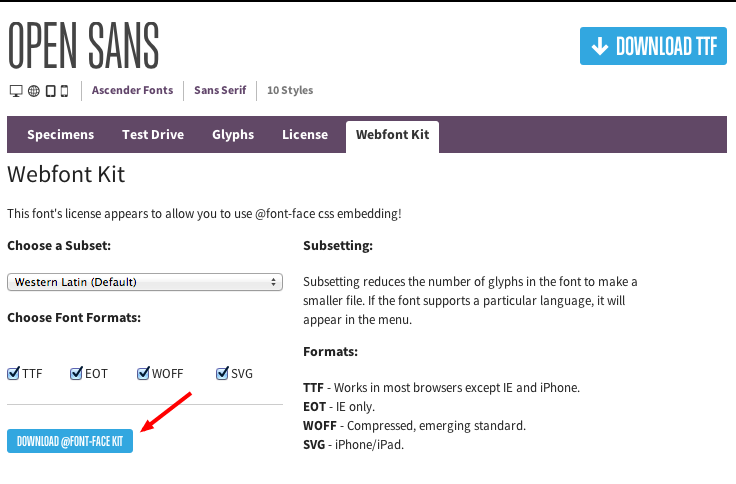 OPEN SANS
DOWNLOAD TTF
Ascender Fonts Sans Serif 10 Styles
Specimens Test Drive Glyphs License Webfont Kit
Webfont Kit
This font's license appears to allow you to use @font-face css embedding!
Choose a Subset:
Western Latin (Default)
Choose Font Formats:
TTF EOT WOFF SVG
DOWNLOAD @FONT-FACE KIT
Subsetting:
Subsetting reduces the number of glyphs in the font to make a
smaller file. If the font supports a particular language, it will
appear in the menu.
Formats:
TTF - Works in most browsers except IE and iPhone.
EOT - IE only.
WOFF - Compressed, emerging standard.
SVG - iPhone/iPad.